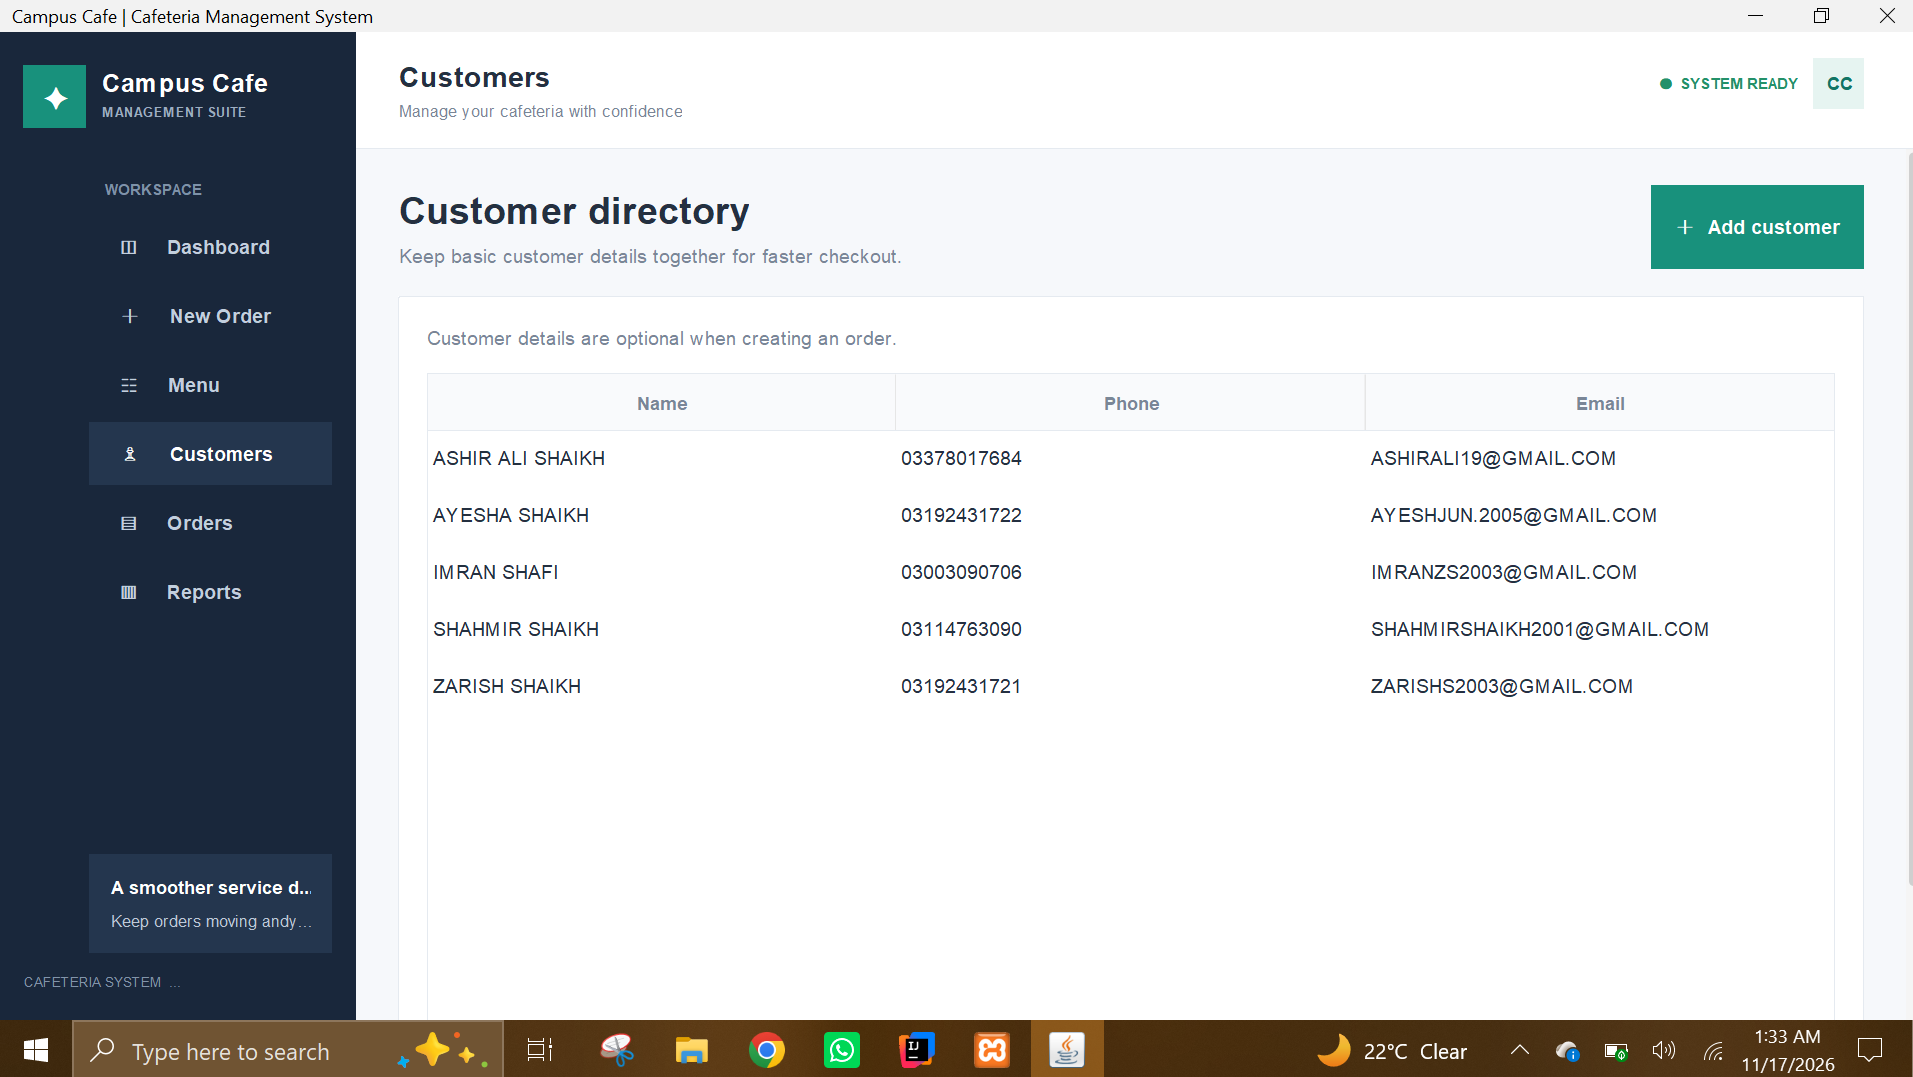 Campus Cafe | Cafeteria Management System
Campus Cafe
MANAGEMENT SUITE
WORKSPACE
Dashboard
New Order
Menu
Customers
Orders
Reports
A smoother service d...
Keep orders moving andy...
CAFETERIA SYSTEM ...
Customers
Manage your cafeteria with confidence
SYSTEM READY
CC
Customer directory
Keep basic customer details together for faster checkout.
+ Add customer
Customer details are optional when creating an order.
Name Phone Email
ASHIR ALI SHAIKH 03378017684 ASHIRALI19@GMAIL.COM
AYESHA SHAIKH 03192431722 AYESHJUN.2005@GMAIL.COM
IMRAN SHAFI 03003090706 IMRANZS2003@GMAIL.COM
SHAHMIR SHAIKH 03114763090 SHAHMIRSHAIKH2001@GMAIL.COM
ZARISH SHAIKH 03192431721 ZARISHS2003@GMAIL.COM
Type here to search
22°C Clear
1:33 AM
11/17/2026